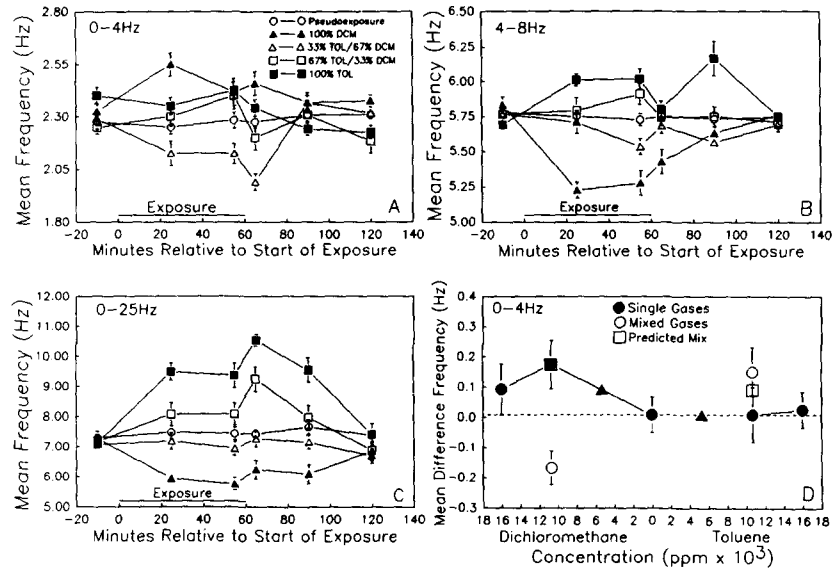 0–4Hz
Pseudoexposure
100% DCM
33% TOL/67% DCM
67% TOL/33% DCM
100% TOL
Mean Frequency (Hz)
2.80
2.55
2.30
2.05
1.80
Exposure
A
-20 0 20 40 60 80 100 120 140
Minutes Relative to Start of Exposure
4–8Hz
Mean Frequency (Hz)
6.50
6.25
6.00
5.75
5.50
5.25
5.00
Exposure
B
-20 0 20 40 60 80 100 120 140
Minutes Relative to Start of Exposure
0–25Hz
Mean Frequency (Hz)
12.00
11.00
10.00
9.00
8.00
7.00
6.00
5.00
Exposure
C
-20 0 20 40 60 80 100 120 140
Minutes Relative to Start of Exposure
0–4Hz
Single Gases
Mixed Gases
Predicted Mix
Mean Difference Frequency (Hz)
0.4
0.3
0.2
0.1
0.0
-0.1
-0.2
-0.3
D
18 16 14 12 10 8 6 4 2 0 2 4 6 8 10 12 14 16 18
Dichloromethane Toluene
Concentration (ppm x 10³)